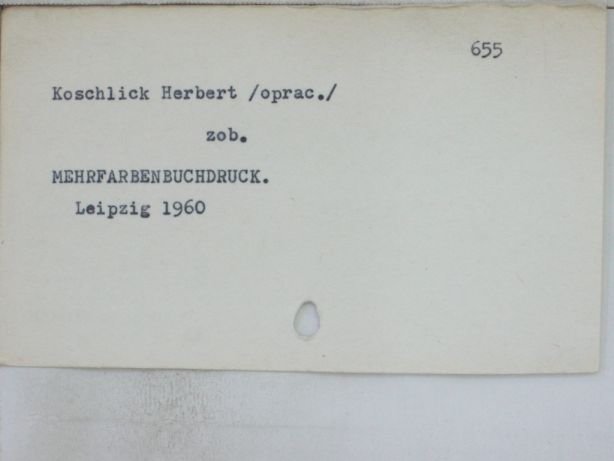 655
Koschlick Herbert /oprac./
zob.
MEHRFARBENBUCHDRUCK.
Leipzig 1960